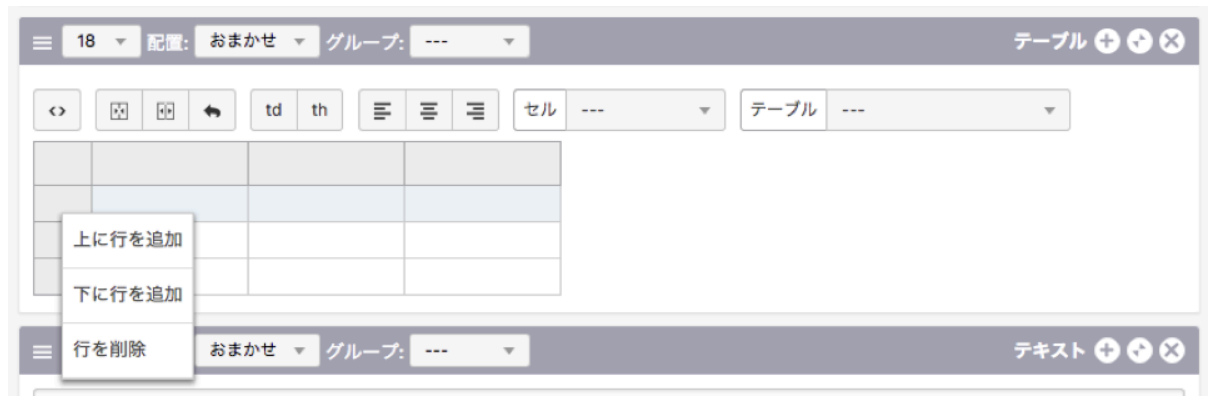 18 配置: おまかせ グループ: --- テーブル
<> td th セル --- テーブル ---
上に行を追加
下に行を追加
行を削除
おまかせ グループ: --- テキスト